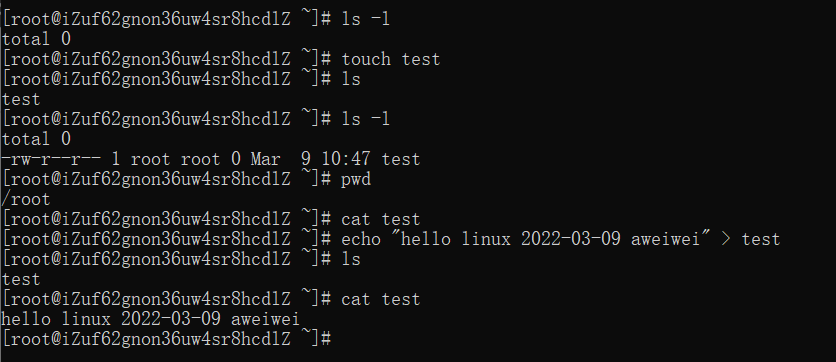 [root@iZuf62gnon36uw4sr8hcdlZ ~]# ls -l
total 0
[root@iZuf62gnon36uw4sr8hcdlZ ~]# touch test
[root@iZuf62gnon36uw4sr8hcdlZ ~]# ls
test
[root@iZuf62gnon36uw4sr8hcdlZ ~]# ls -l
total 0
-rw-r--r-- 1 root root 0 Mar  9 10:47 test
[root@iZuf62gnon36uw4sr8hcdlZ ~]# pwd
/root
[root@iZuf62gnon36uw4sr8hcdlZ ~]# cat test
[root@iZuf62gnon36uw4sr8hcdlZ ~]# echo "hello linux 2022-03-09 aweiwei" > test
[root@iZuf62gnon36uw4sr8hcdlZ ~]# ls
test
[root@iZuf62gnon36uw4sr8hcdlZ ~]# cat test
hello linux 2022-03-09 aweiwei
[root@iZuf62gnon36uw4sr8hcdlZ ~]#